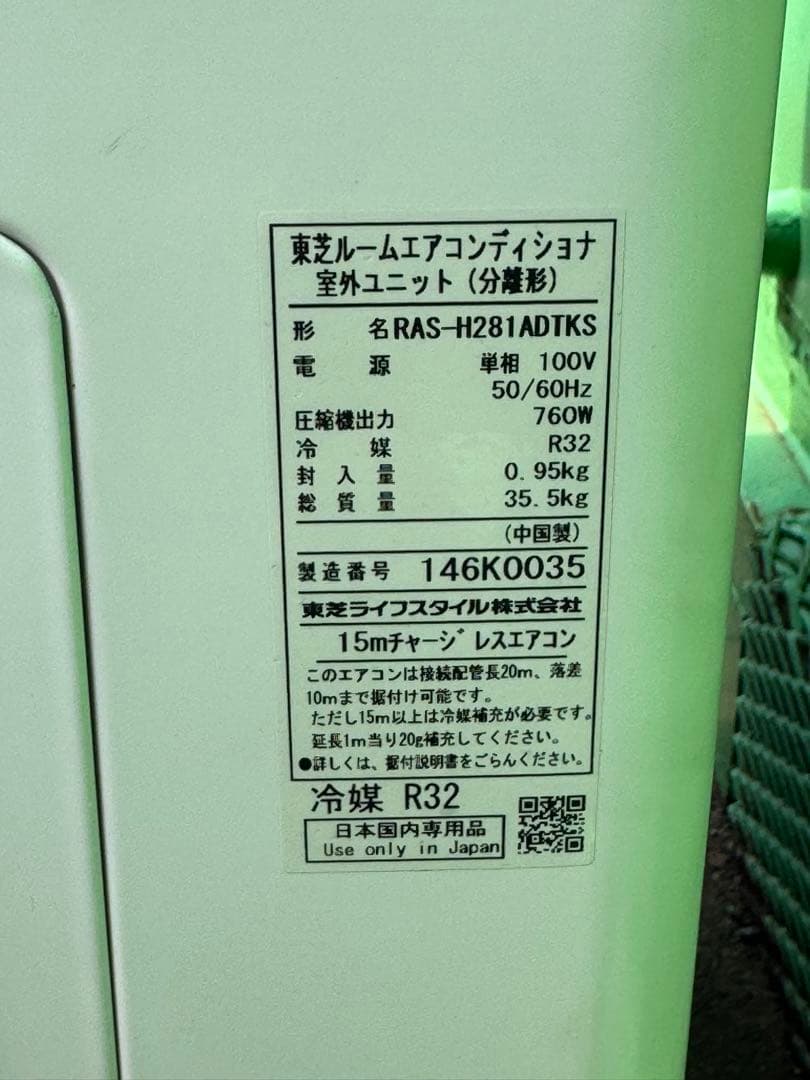 東芝ルームエアコンディショナ
室外ユニット(分離形)
形 名 RAS-H281ADTKS
電 源 単相 100V
50/60Hz
圧縮機出力 760W
冷 媒 R32
封 入 量 0.95kg
総 質 量 35.5kg
(中国製)
製造番号 146K0035
東芝ライフスタイル株式会社
15mチャージレスエアコン
このエアコンは接続配管長20m、落差
10mまで据付け可能です。
ただし15m以上は冷媒補充が必要です。
延長1m当り20g補充してください。
●詳しくは、据付説明書をごらんください。
冷媒 R32
日本国内専用品
Use only in Japan